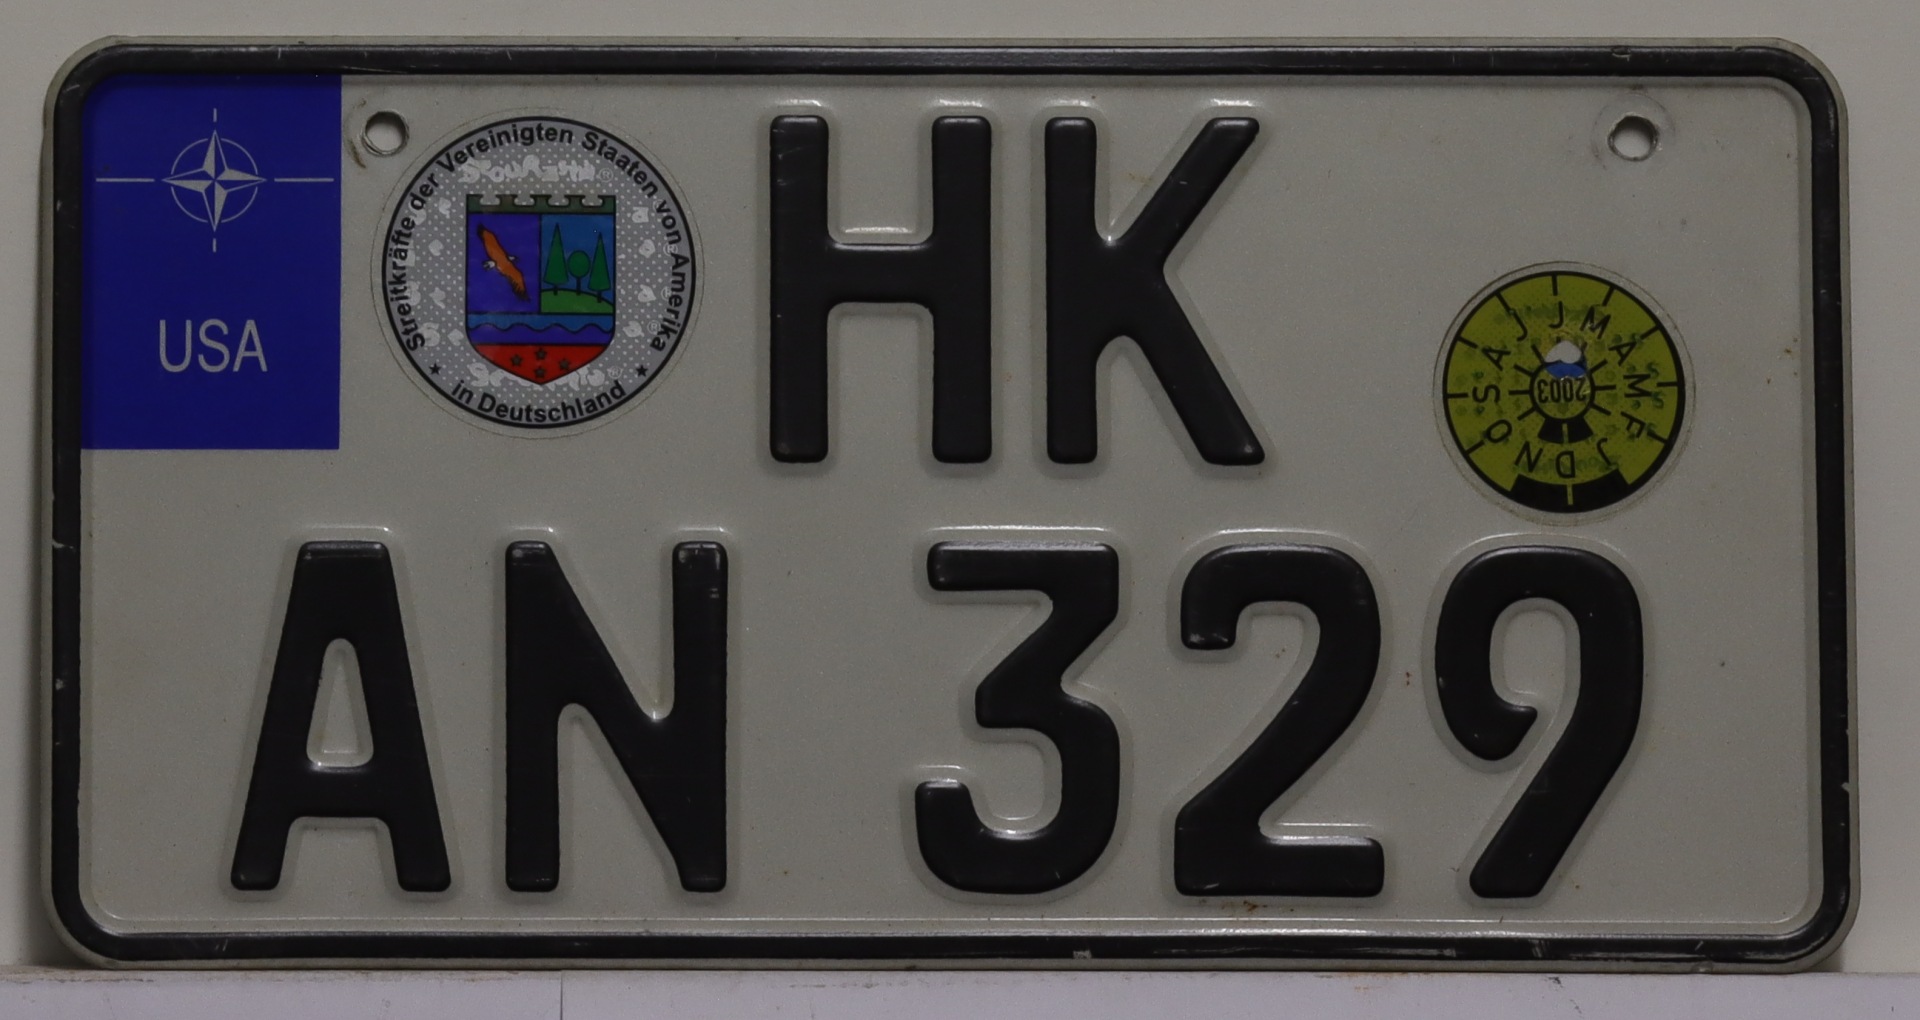 USA
Streitkräfte der Vereinigten Staaten von Amerika
★ in Deutschland ★
HK
J F M A M J J A S O N D
2003
AN 329